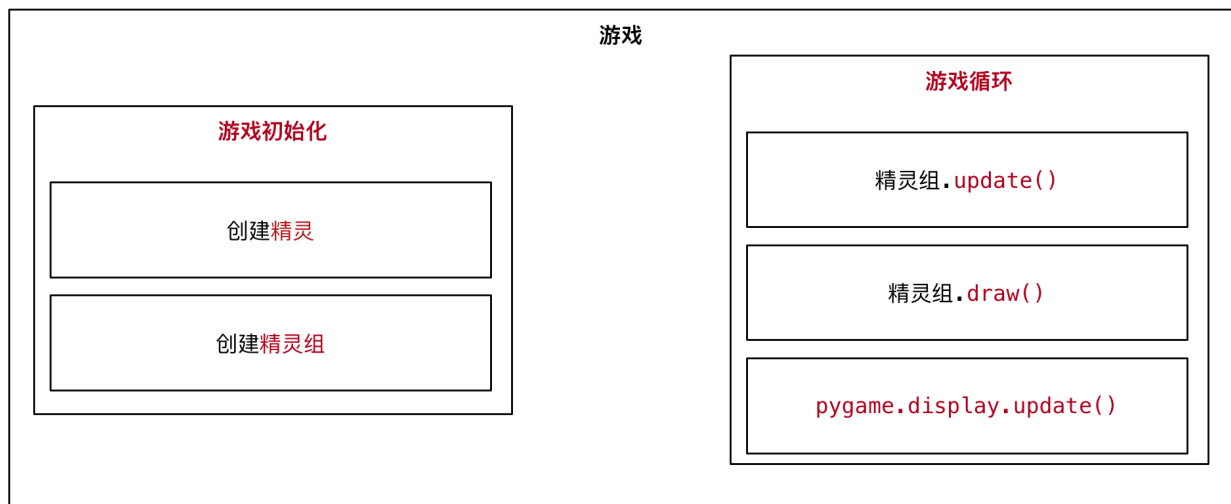 游戏
游戏初始化
创建精灵
创建精灵组
游戏循环
精灵组.update()
精灵组.draw()
pygame.display.update()